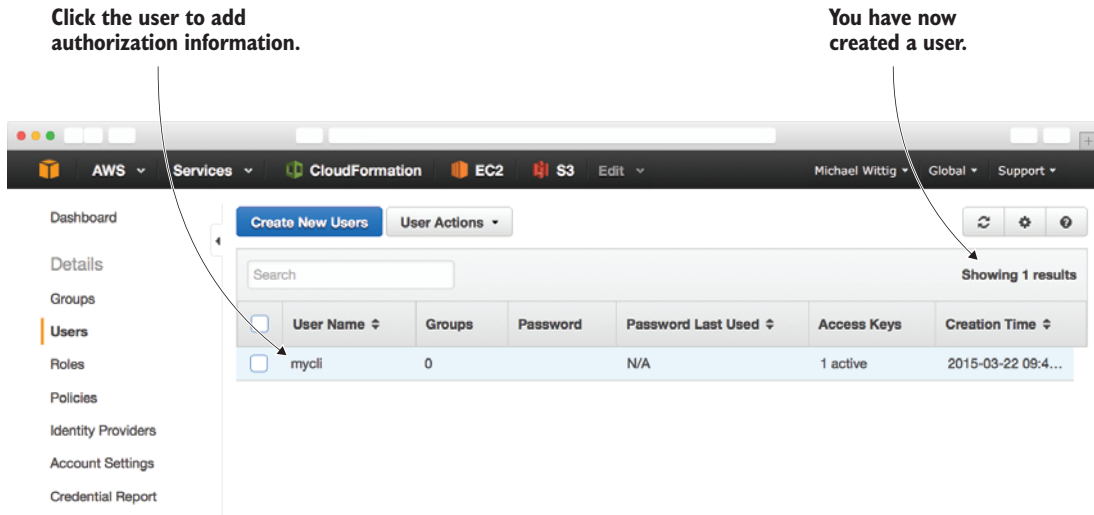 Click the user to add
authorization information.
You have now
created a user.
AWS Services CloudFormation EC2 S3 Edit Michael Wittig Global Support
Dashboard
Create New Users User Actions
Details
Search
Showing 1 results
Groups
Users
User Name Groups Password Password Last Used Access Keys Creation Time
Roles
mycli 0 N/A 1 active 2015-03-22 09:4...
Policies
Identity Providers
Account Settings
Credential Report